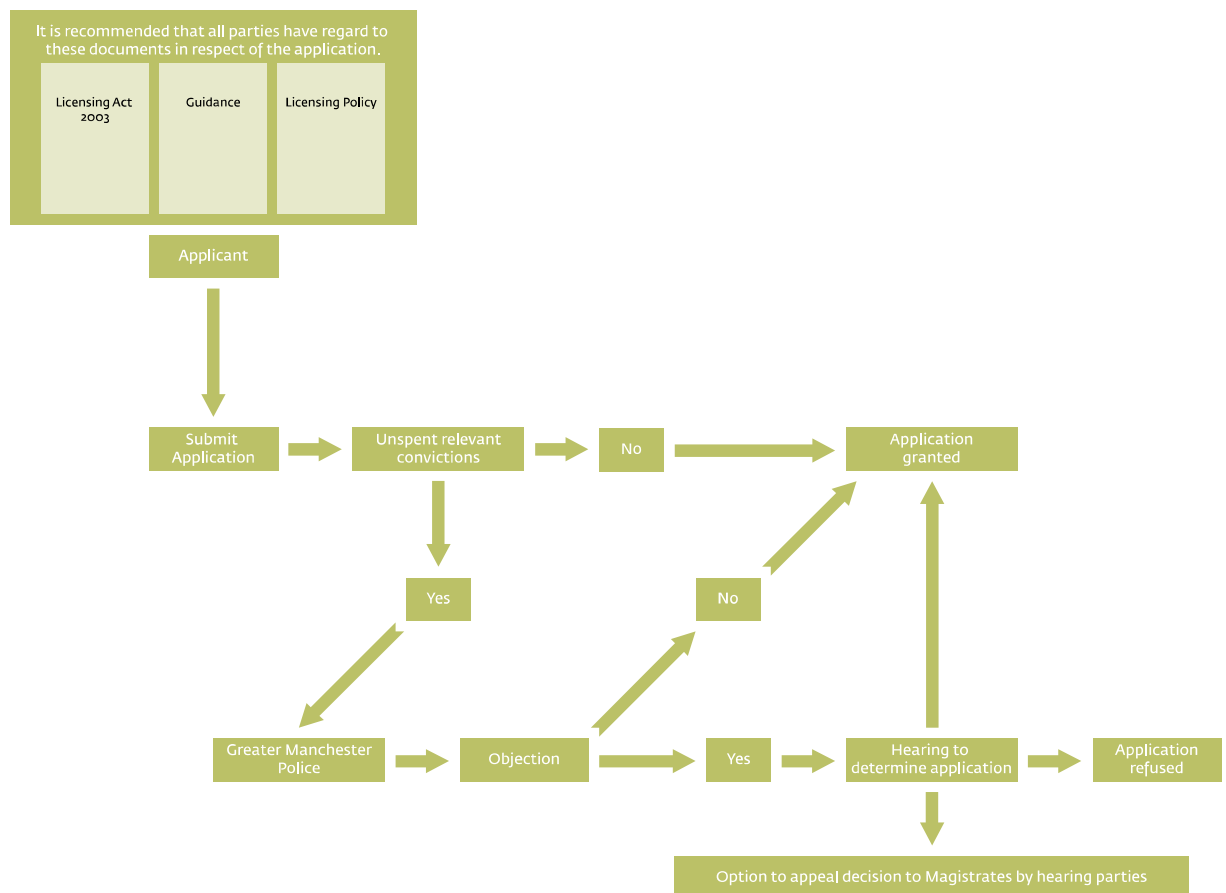 It is recommended that all parties have regard to
these documents in respect of the application.
Licensing Act
2003
Guidance
Licensing Policy
Applicant
Submit
Application
Unspent relevant
convictions
No
Application
granted
Yes
No
Greater Manchester
Police
Objection
Yes
Hearing to
determine application
Application
refused
Option to appeal decision to Magistrates by hearing parties